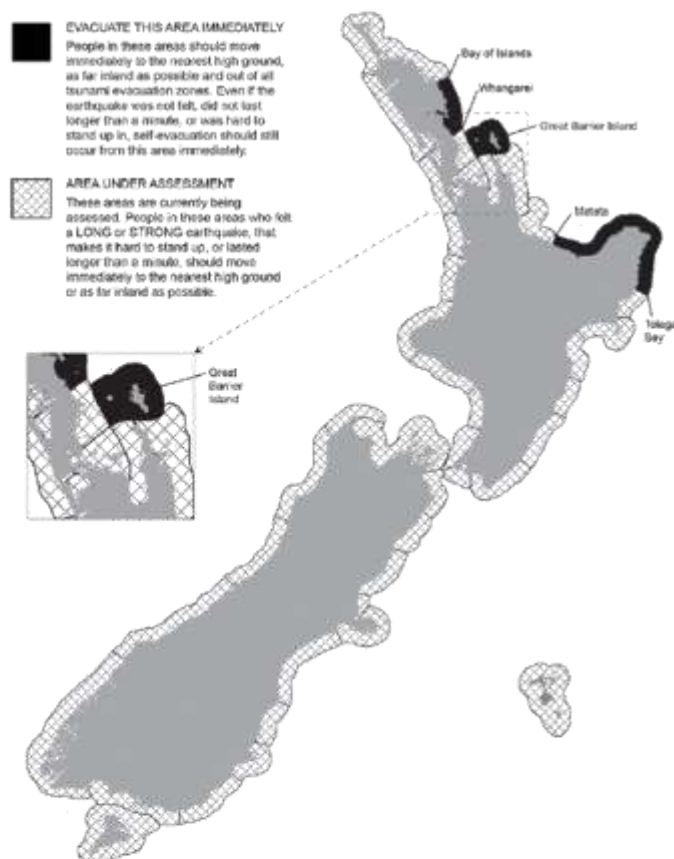 EVACUATE THIS AREA IMMEDIATELY
People in these areas should move
immediately to the nearest high ground,
as far inland as possible and out of all
tsunami evacuation zones. Even if the
earthquake was not felt, did not last
longer than a minute, or was hard to
stand up in, self-evacuation should still
occur from this area immediately.
AREA UNDER ASSESSMENT
These areas are currently being
assessed. People in these areas who felt
a LONG or STRONG earthquake, that
makes it hard to stand up, or lasted
longer than a minute, should move
immediately to the nearest high ground
or as far inland as possible.
Bay of Islands
Whangarei
Great Barrier Island
Matata
Tolaga
Bay
Great
Barrier
Island